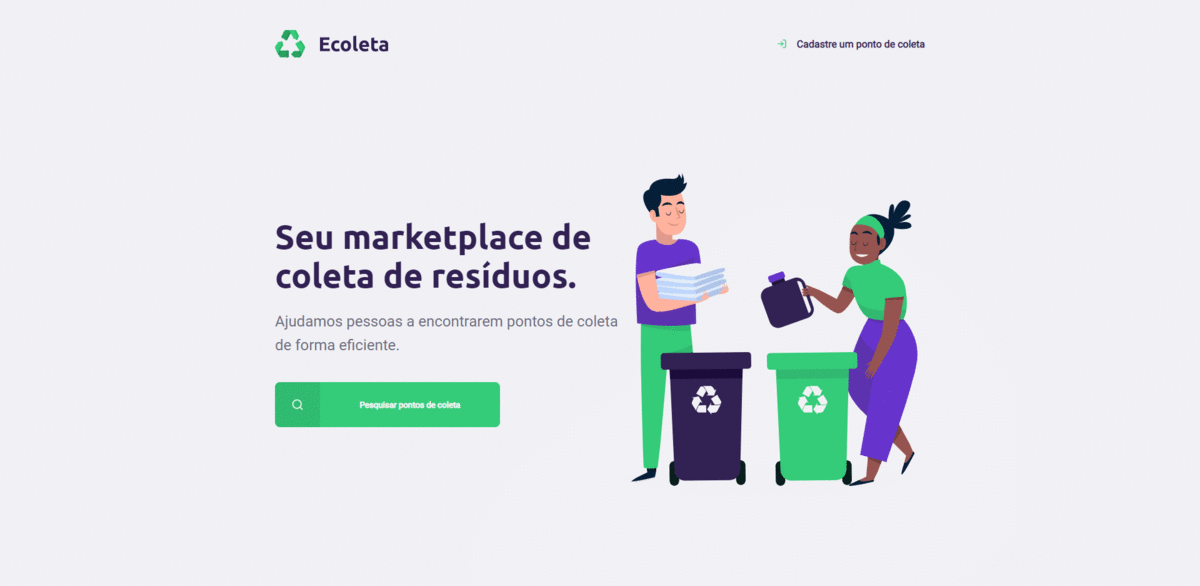 Ecoleta
Cadastre um ponto de coleta
Seu marketplace de
coleta de resíduos.
Ajudamos pessoas a encontrarem pontos de coleta
de forma eficiente.
Pesquisar pontos de coleta